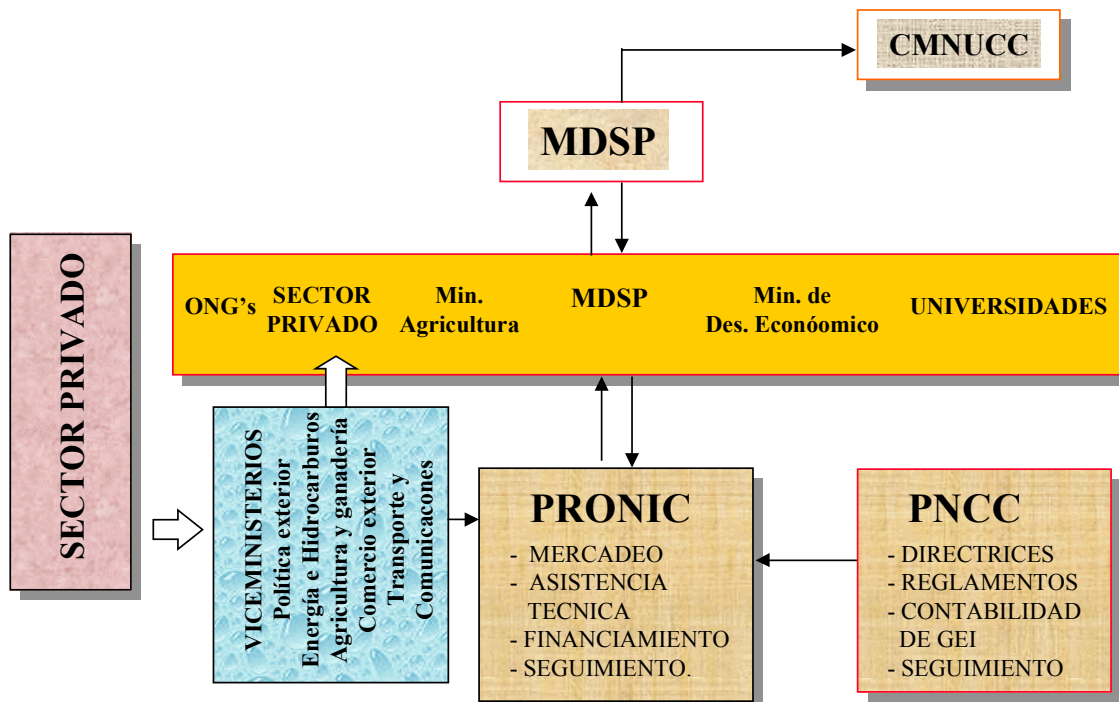 CMNUCC
MDSP
SECTOR PRIVADO
ONG’s
SECTOR
PRIVADO
Min.
Agricultura
MDSP
Min. de
Des. Econóomico
UNIVERSIDADES
VICEMINISTERIOS
Política exterior
Energía e Hidrocarburos
Agricultura y ganadería
Comercio exterior
Transporte y
Comunicacones
PRONIC
- MERCADEO
- ASISTENCIA
TECNICA
- FINANCIAMIENTO
- SEGUIMIENTO.
PNCC
- DIRECTRICES
- REGLAMENTOS
- CONTABILIDAD
DE GEI
- SEGUIMIENTO